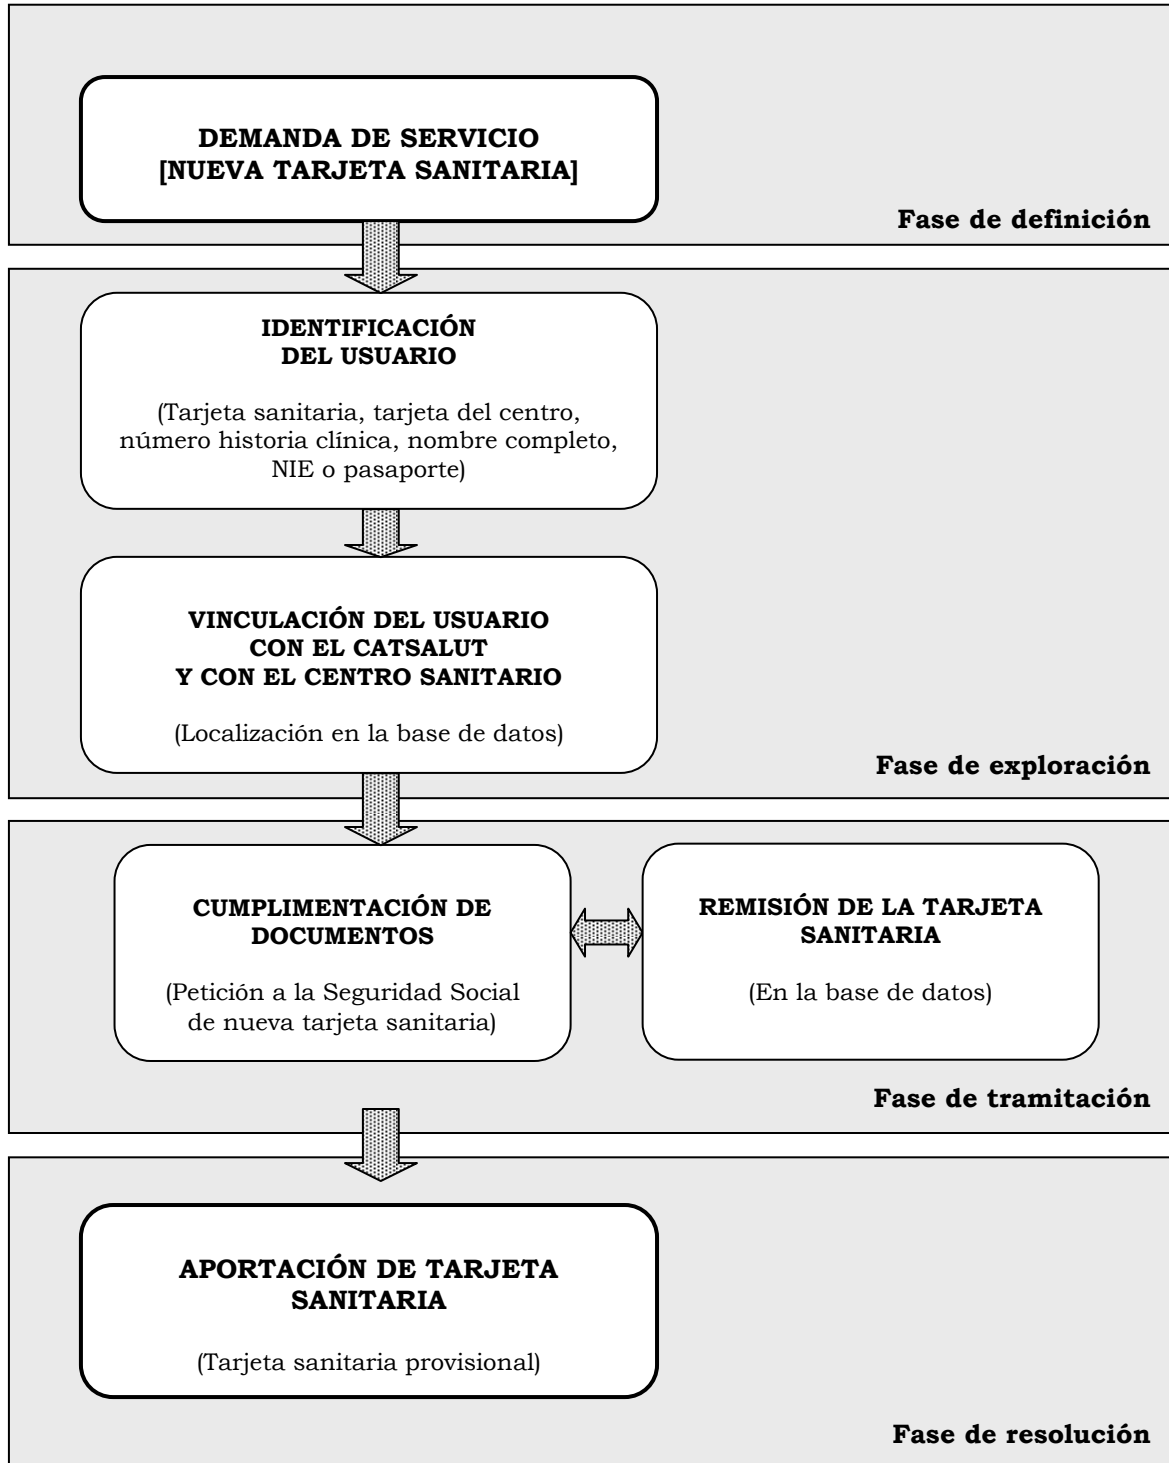 DEMANDA DE SERVICIO
[NUEVA TARJETA SANITARIA]
Fase de definición
IDENTIFICACIÓN
DEL USUARIO
(Tarjeta sanitaria, tarjeta del centro,
número historia clínica, nombre completo,
NIE o pasaporte)
VINCULACIÓN DEL USUARIO
CON EL CATSALUT
Y CON EL CENTRO SANITARIO
(Localización en la base de datos)
Fase de exploración
CUMPLIMENTACIÓN DE
DOCUMENTOS
(Petición a la Seguridad Social
de nueva tarjeta sanitaria)
REMISIÓN DE LA TARJETA
SANITARIA
(En la base de datos)
Fase de tramitación
APORTACIÓN DE TARJETA
SANITARIA
(Tarjeta sanitaria provisional)
Fase de resolución